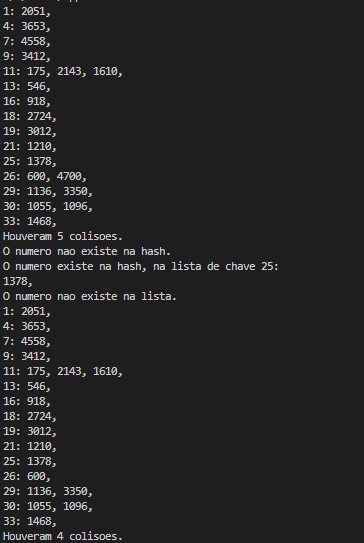 1: 2051,
4: 3653,
7: 4558,
9: 3412,
11: 175, 2143, 1610,
13: 546,
16: 918,
18: 2724,
19: 3012,
21: 1210,
25: 1378,
26: 600, 4700,
29: 1136, 3350,
30: 1055, 1096,
33: 1468,
Houveram 5 colisoes.
O numero nao existe na hash.
O numero existe na hash, na lista de chave 25:
1378,
O numero nao existe na lista.
1: 2051,
4: 3653,
7: 4558,
9: 3412,
11: 175, 2143, 1610,
13: 546,
16: 918,
18: 2724,
19: 3012,
21: 1210,
25: 1378,
26: 600,
29: 1136, 3350,
30: 1055, 1096,
33: 1468,
Houveram 4 colisoes.